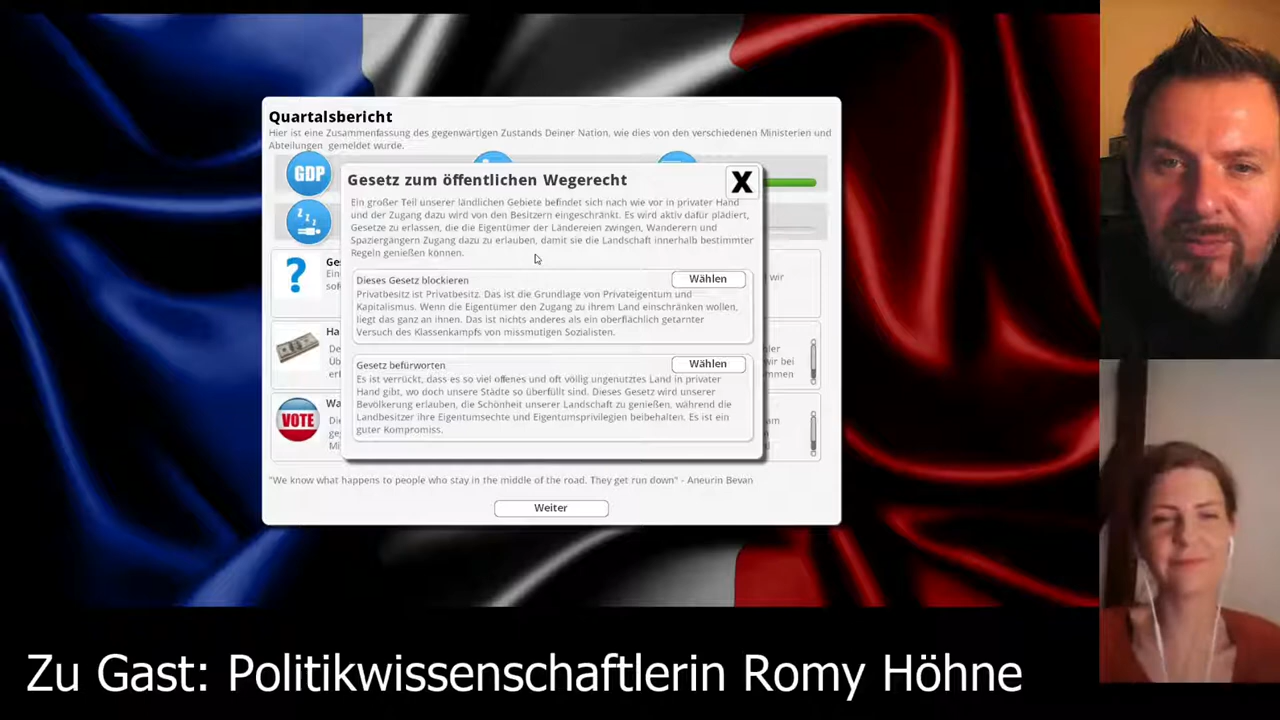 Quartalsbericht
Hier ist eine Zusammenfassung des gegenwärtigen Zustands Deiner Nation, wie dies von den verschiedenen Ministerien und
Abteilungen gemeldet wurde.
GDP
Gesetz zum öffentlichen Wegerecht
X
Ein großer Teil unserer ländlichen Gebiete befindet sich nach wie vor in privater Hand
und der Zugang dazu wird von den Besitzern eingeschränkt. Es wird aktiv dafür plädiert,
Gesetze zu erlassen, die die Eigentümer der Ländereien zwingen, Wanderern und
Spaziergängern Zugang dazu zu erlauben, damit sie die Landschaft innerhalb bestimmter
Regeln genießen können.
Dieses Gesetz blockieren
Wählen
Privatbesitz ist Privatbesitz. Das ist die Grundlage von Privateigentum und
Kapitalismus. Wenn die Eigentümer den Zugang zu ihrem Land einschränken wollen,
liegt das ganz an ihnen. Das ist nichts anderes als ein oberflächlich getarnter
Versuch des Klassenkampfs von missmutigen Sozialisten.
Gesetz befürworten
Wählen
Es ist verrückt, dass es so viel offenes und oft völlig ungenutztes Land in privater
Hand gibt, wo doch unsere Städte so überfüllt sind. Dieses Gesetz wird unserer
Bevölkerung erlauben, die Schönheit unserer Landschaft zu genießen, während die
Landbesitzer ihre Eigentumsechte und Eigentumsprivilegien beibehalten. Es ist ein
guter Kompromiss.
VOTE
"We know what happens to people who stay in the middle of the road. They get run down" - Aneurin Bevan
Weiter
Zu Gast: Politikwissenschaftlerin Romy Höhne